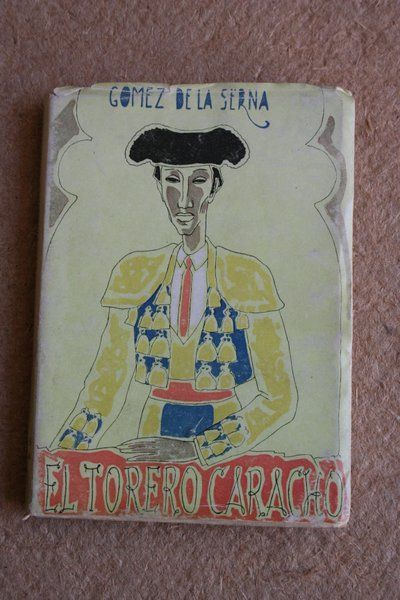 GOMEZ DE LA SERNA
EL TORERO CARACHO